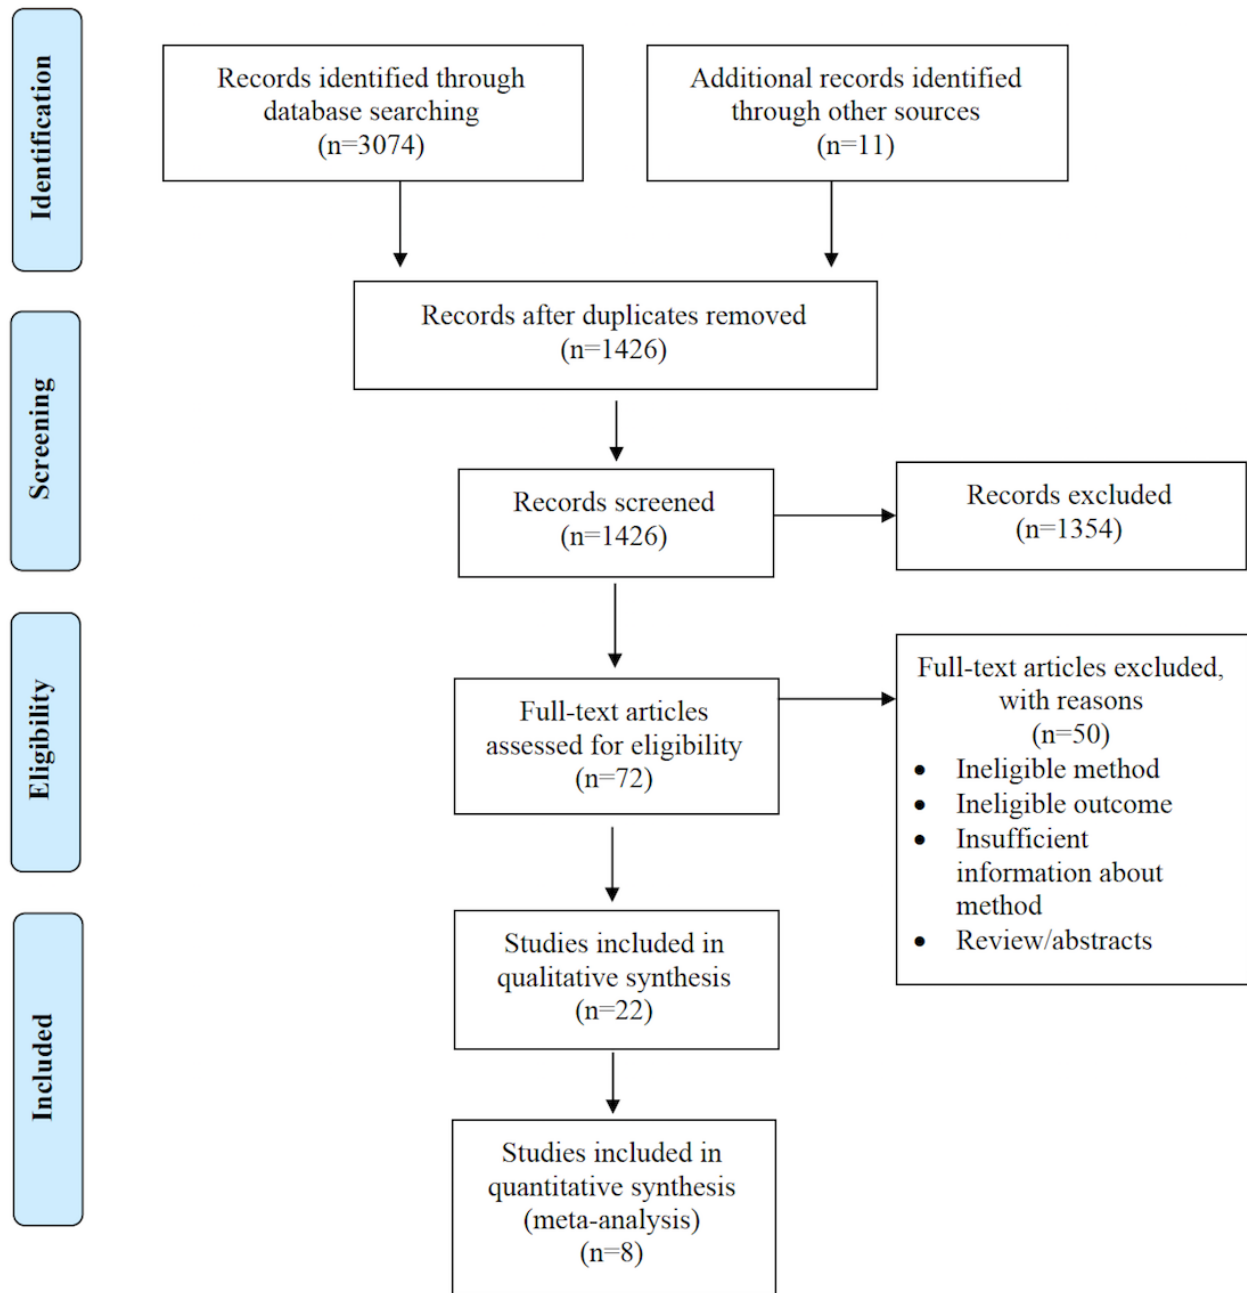 Identification
Records identified through
database searching
(n=3074)
Additional records identified
through other sources
(n=11)
Screening
Records after duplicates removed
(n=1426)
Records screened
(n=1426)
Records excluded
(n=1354)
Eligibility
Full-text articles
assessed for eligibility
(n=72)
Full-text articles excluded,
with reasons
(n=50)
• Ineligible method
• Ineligible outcome
• Insufficient
information about
method
• Review/abstracts
Included
Studies included in
qualitative synthesis
(n=22)
Studies included in
quantitative synthesis
(meta-analysis)
(n=8)